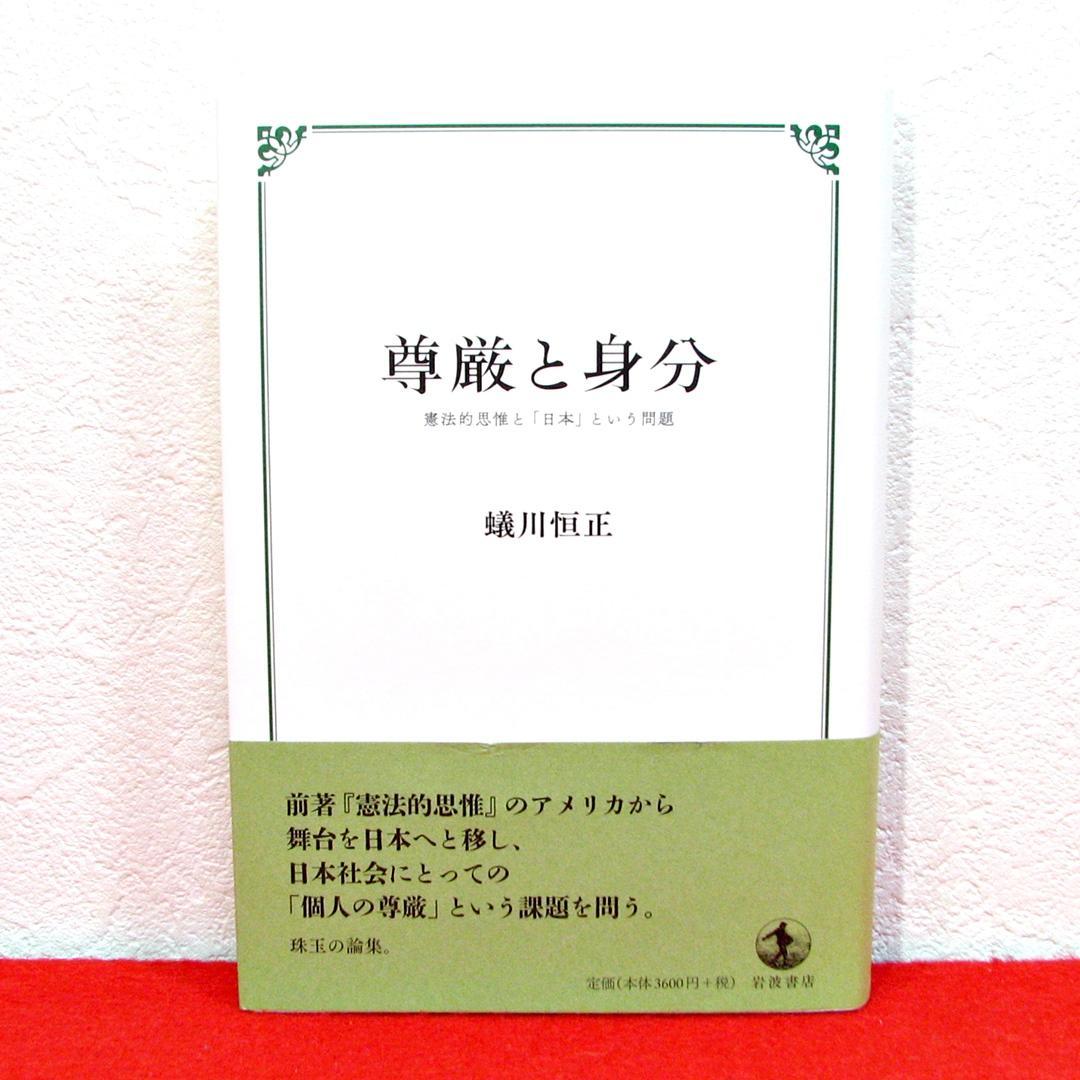 尊厳と身分
憲法的思惟と「日本」という問題
蟻川恒正
前著『憲法的思惟』のアメリカから
舞台を日本へと移し、
日本社会にとっての
「個人の尊厳」という課題を問う。
珠玉の論集。
定価(本体3600円+税) 岩波書店